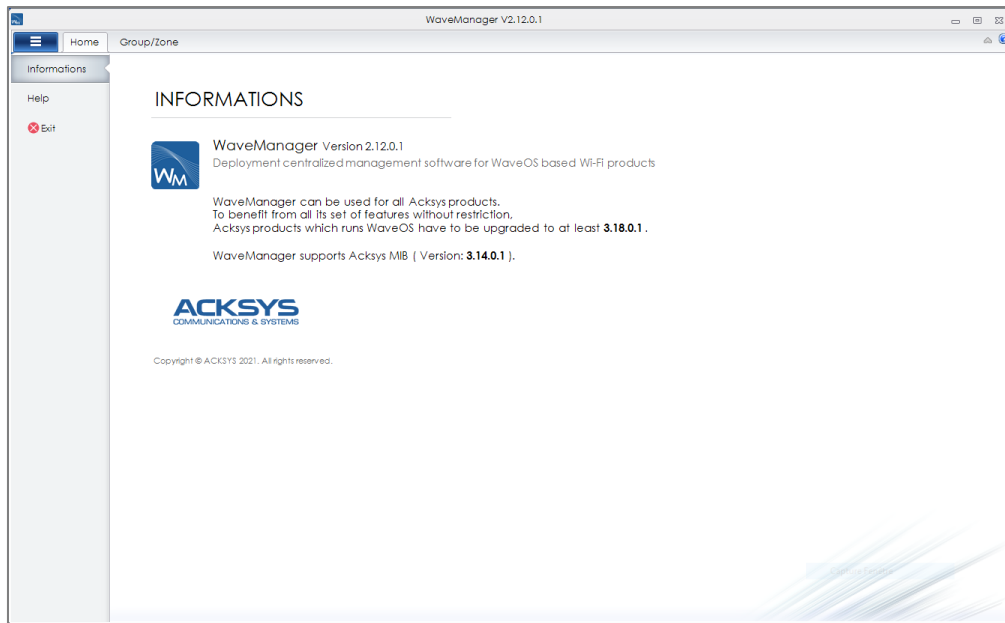 WaveManager V2.12.0.1
Home Group/Zone
Informations
Help
Exit
INFORMATIONS
WM
WaveManager Version 2.12.0.1
Deployment centralized management software for WaveOS based Wi-Fi products
WaveManager can be used for all Acksys products.
To benefit from all its set of features without restriction,
Acksys products which runs WaveOS have to be upgraded to at least 3.18.0.1 .
WaveManager supports Acksys MIB ( Version: 3.14.0.1 ).
ACKSYS
COMMUNICATIONS & SYSTEMS
Copyright © ACKSYS 2021. All rights reserved.